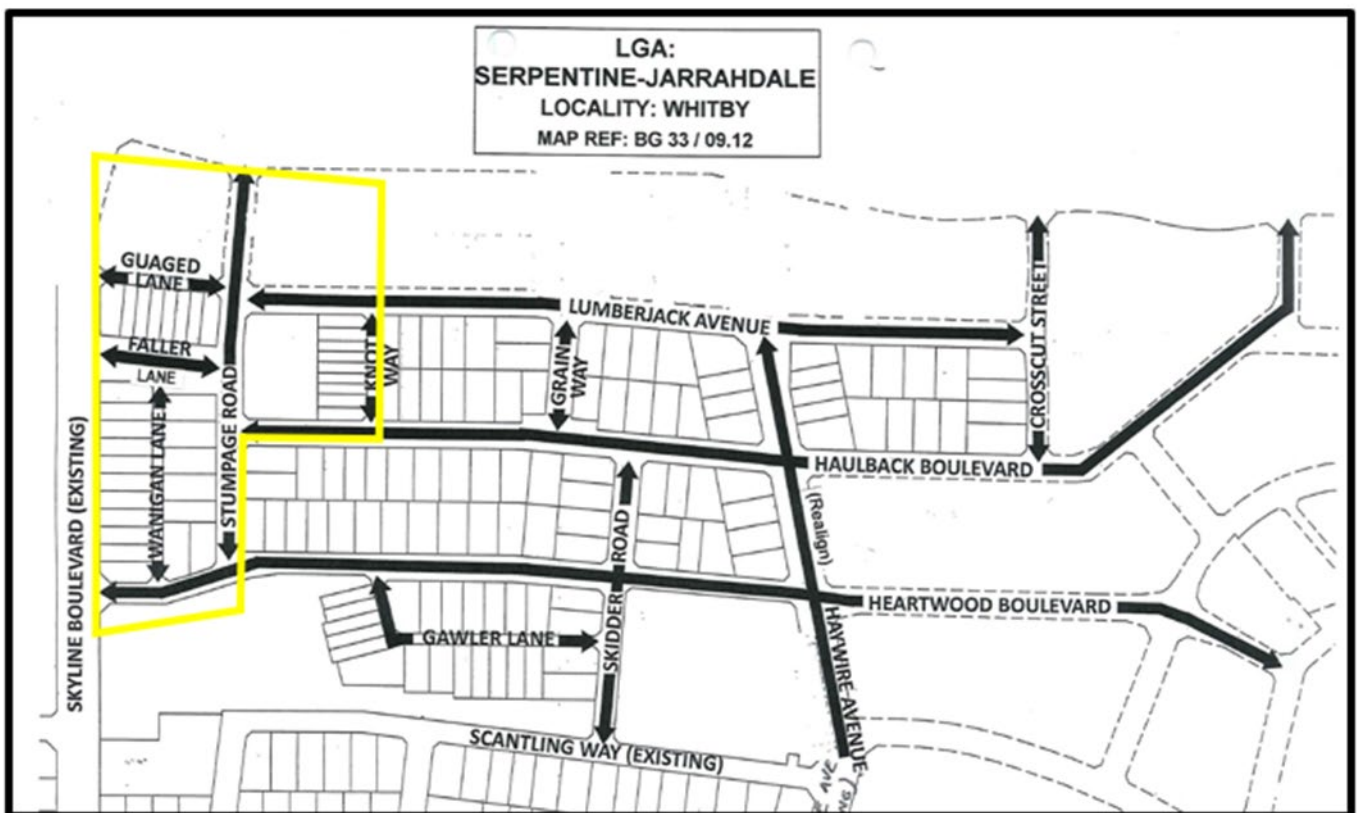 LGA:
SERPENTINE-JARRAHDALE
LOCALITY: WHITBY
MAP REF: BG 33 / 09.12
GUAGED
LANE
FALLER
LANE
WANIGAN LANE
STUMPAGE ROAD
SKYLINE BOULEVARD (EXISTING)
KNOT
WAY
LUMBERJACK AVENUE
GRAIN
WAY
CROSSCUT STREET
HAULBACK BOULEVARD
(Realign)
SKIDDER ROAD
HEARTWOOD BOULEVARD
GAWLER LANE
HAYWIRE AVENUE
SCANTLING WAY (EXISTING)
AVE